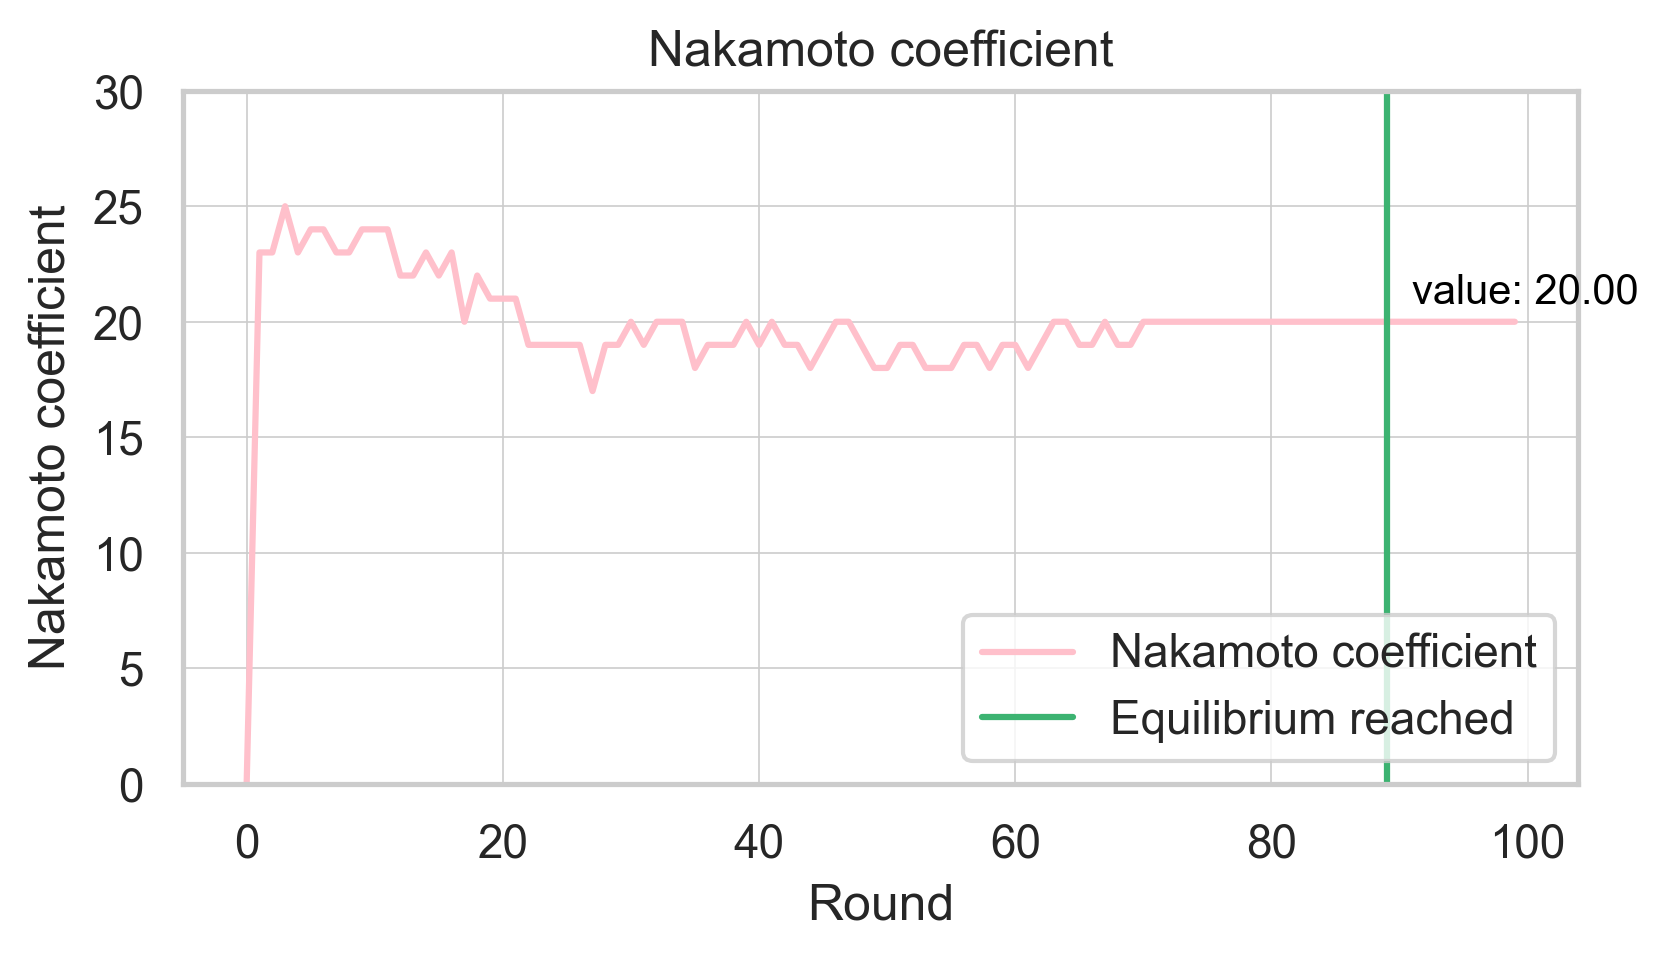 Nakamoto coefficient
30
25
20
15
10
5
0
Nakamoto coefficient
value: 20.00
Nakamoto coefficient
Equilibrium reached
0 20 40 60 80 100
Round